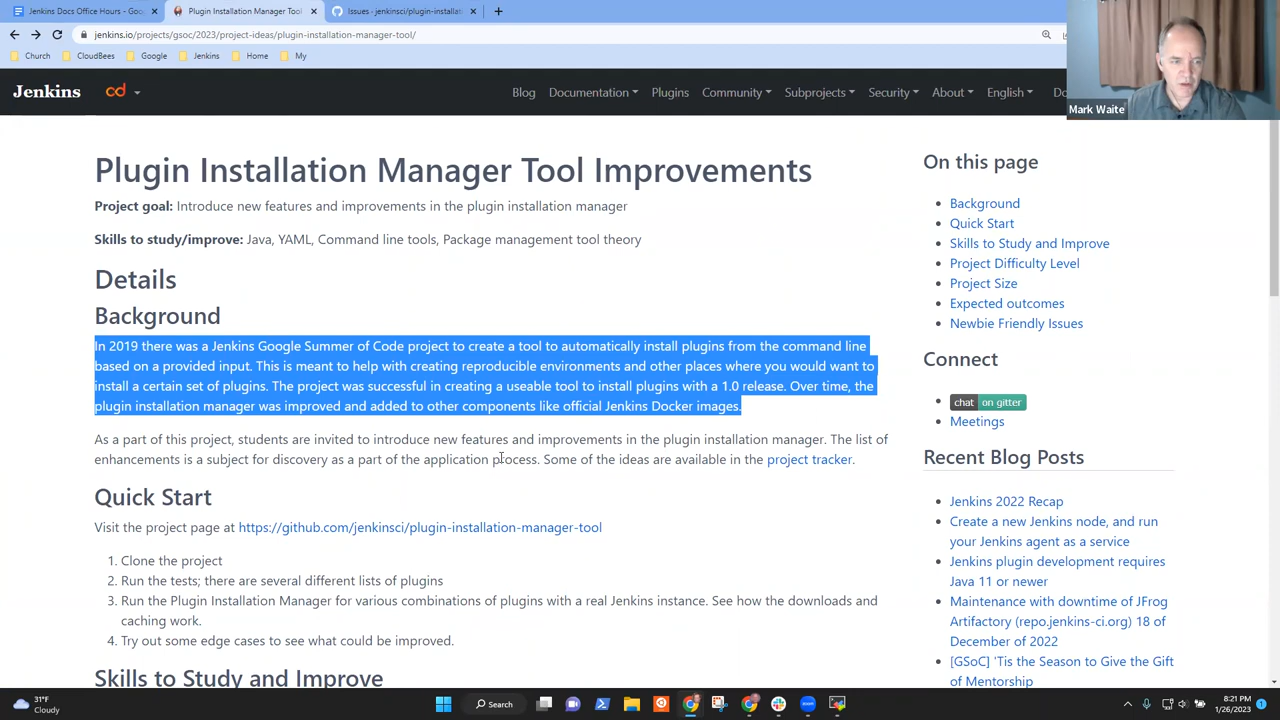 Jenkins Docs Office Hours - Goo
Plugin Installation Manager Tool
Issues · jenkinsci/plugin-installat
jenkins.io/projects/gsoc/2023/project-ideas/plugin-installation-manager-tool/
Church
CloudBees
Google
Jenkins
Home
My
Jenkins
cd
Blog
Documentation
Plugins
Community
Subprojects
Security
About
English
Do
Mark Waite
Plugin Installation Manager Tool Improvements
Project goal: Introduce new features and improvements in the plugin installation manager
Skills to study/improve: Java, YAML, Command line tools, Package management tool theory
Details
Background
In 2019 there was a Jenkins Google Summer of Code project to create a tool to automatically install plugins from the command line
based on a provided input. This is meant to help with creating reproducible environments and other places where you would want to
install a certain set of plugins. The project was successful in creating a useable tool to install plugins with a 1.0 release. Over time, the
plugin installation manager was improved and added to other components like official Jenkins Docker images.
As a part of this project, students are invited to introduce new features and improvements in the plugin installation manager. The list of
enhancements is a subject for discovery as a part of the application process. Some of the ideas are available in the project tracker.
Quick Start
Visit the project page at https://github.com/jenkinsci/plugin-installation-manager-tool
1. Clone the project
2. Run the tests; there are several different lists of plugins
3. Run the Plugin Installation Manager for various combinations of plugins with a real Jenkins instance. See how the downloads and
caching work.
4. Try out some edge cases to see what could be improved.
Skills to Study and Improve
On this page
Background
Quick Start
Skills to Study and Improve
Project Difficulty Level
Project Size
Expected outcomes
Newbie Friendly Issues
Connect
chat on gitter
Meetings
Recent Blog Posts
Jenkins 2022 Recap
Create a new Jenkins node, and run
your Jenkins agent as a service
Jenkins plugin development requires
Java 11 or newer
Maintenance with downtime of JFrog
Artifactory (repo.jenkins-ci.org) 18 of
December of 2022
[GSoC] 'Tis the Season to Give the Gift
of Mentorship
31°F
Cloudy
Search
8:21 PM
1/26/2023